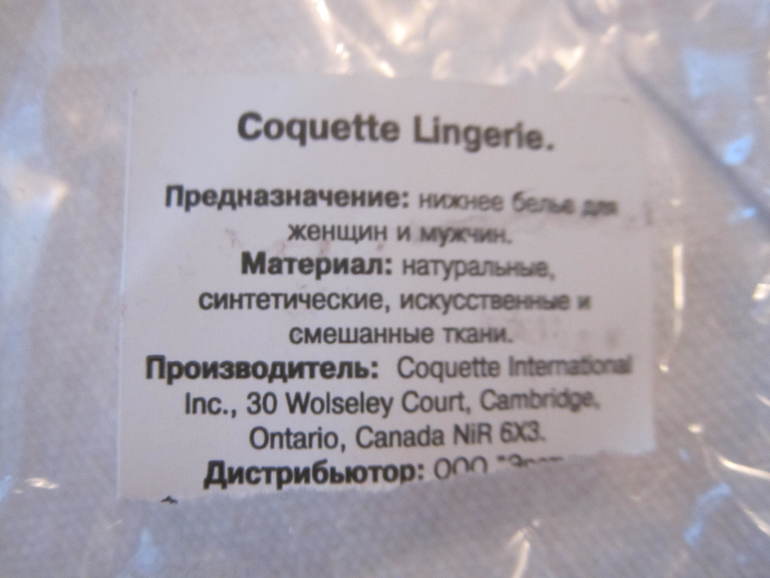 Coquette Lingerie.
Предназначение: нижнее белье для
женщин и мужчин.
Материал: натуральные,
синтетические, искусственные и
смешанные ткани.
Производитель: Coquette International
Inc., 30 Wolseley Court, Cambridge,
Ontario, Canada NiR 6X3.
Дистрибьютор: ООО